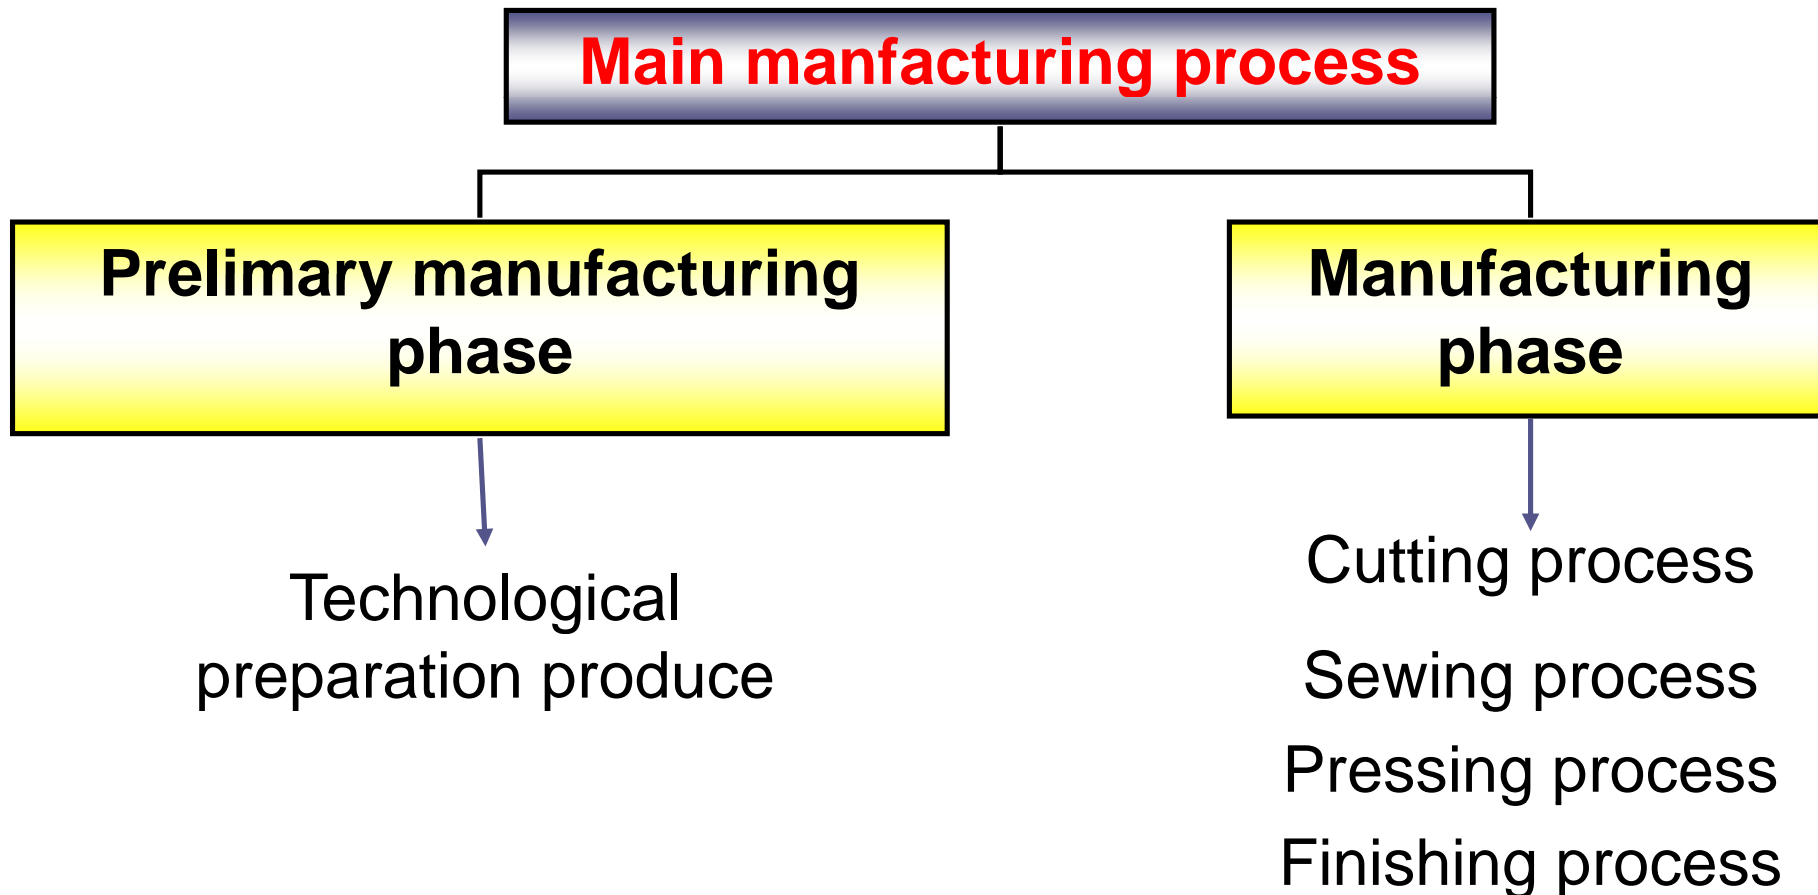 Main manfacturing process
Prelimary manufacturing
phase
Manufacturing
phase
Technological
preparation produce
Cutting process
Sewing process
Pressing process
Finishing process